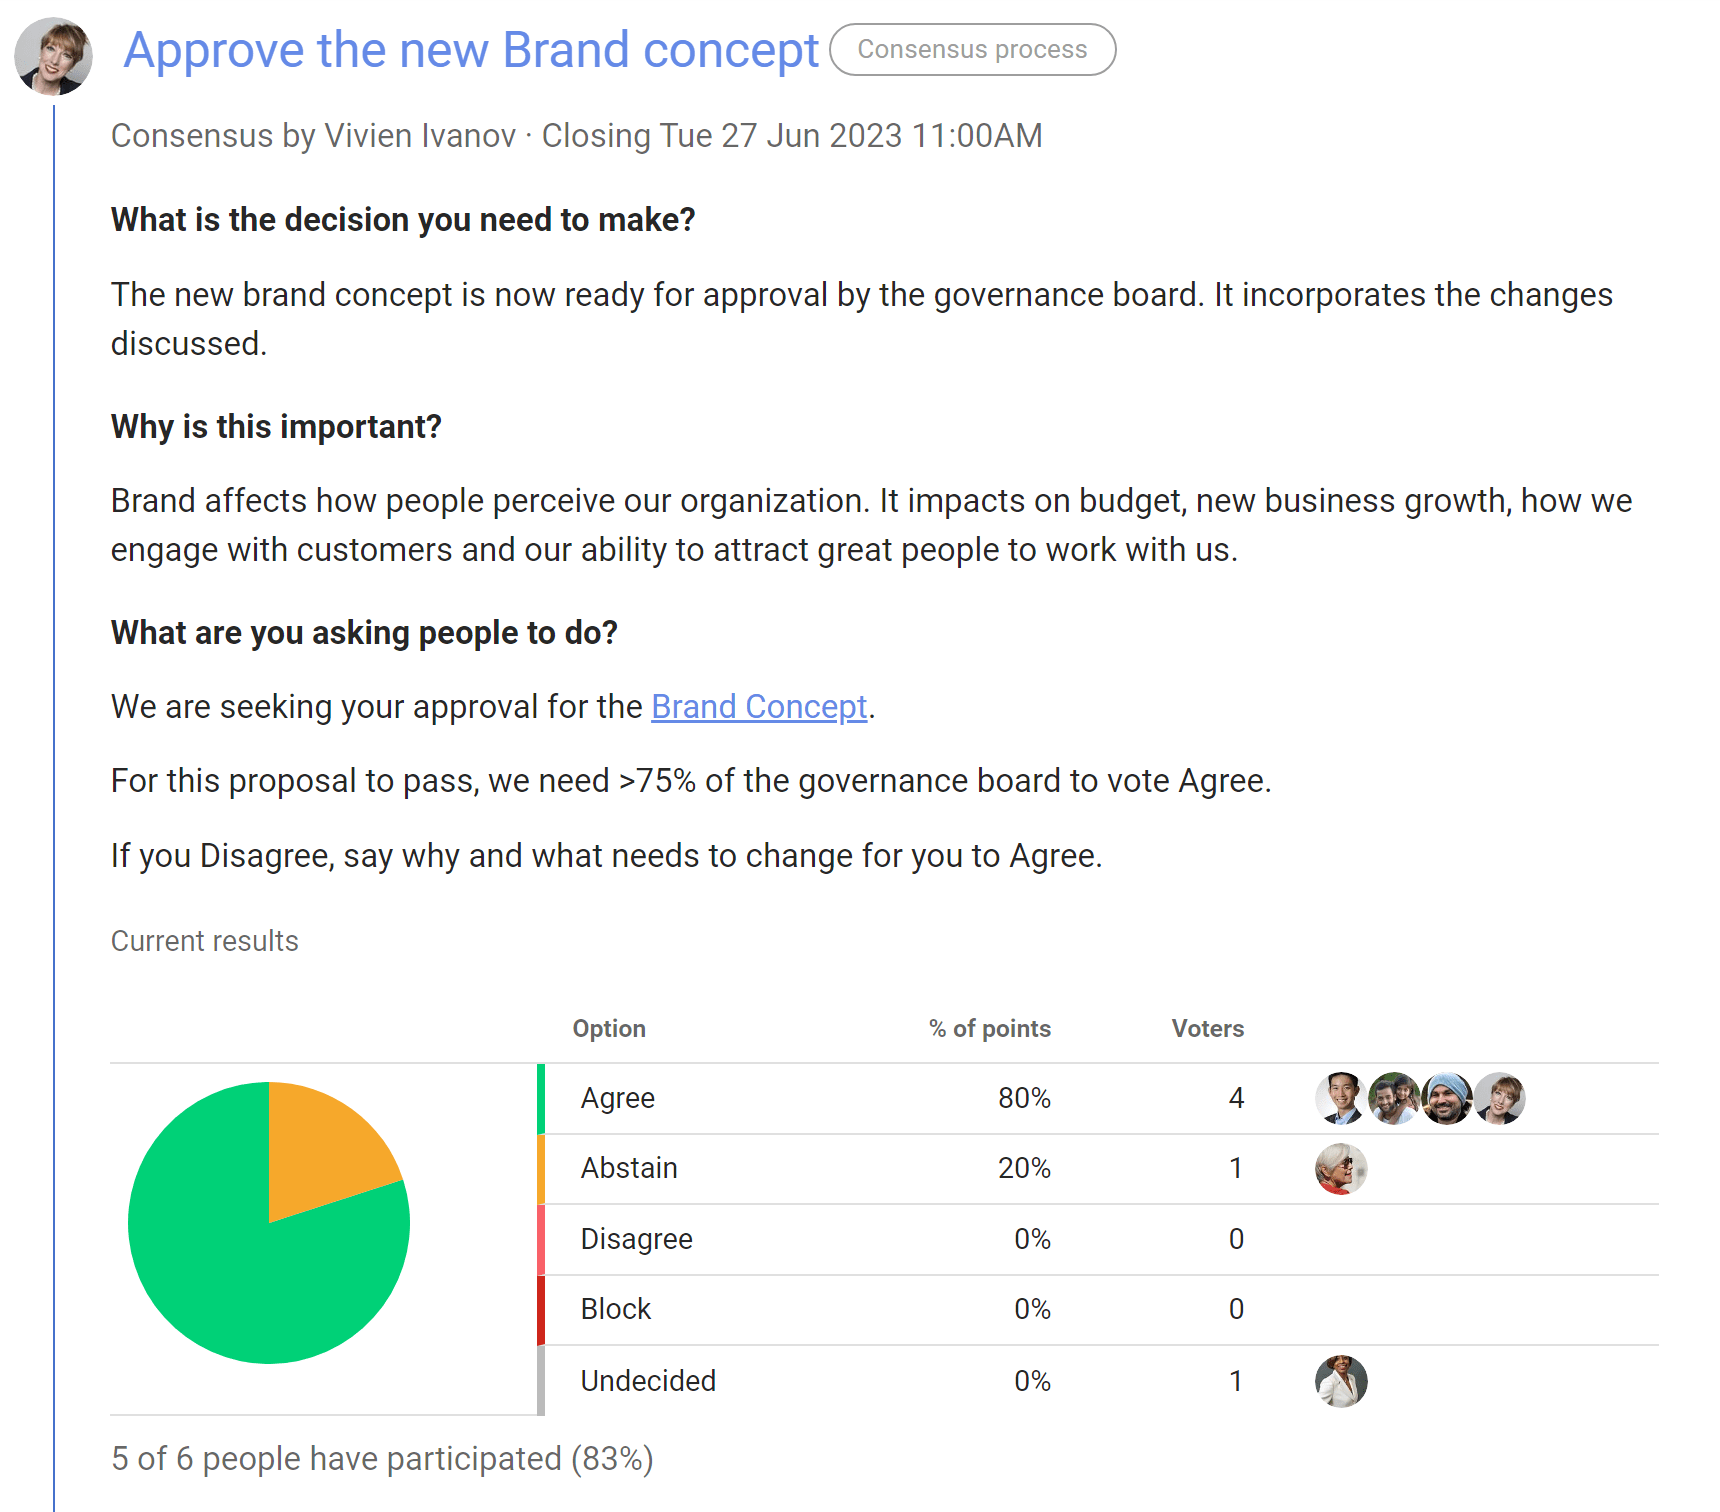 Approve the new Brand concept Consensus process
Consensus by Vivien Ivanov · Closing Tue 27 Jun 2023 11:00AM
What is the decision you need to make?
The new brand concept is now ready for approval by the governance board. It incorporates the changes
discussed.
Why is this important?
Brand affects how people perceive our organization. It impacts on budget, new business growth, how we
engage with customers and our ability to attract great people to work with us.
What are you asking people to do?
We are seeking your approval for the Brand Concept.
For this proposal to pass, we need >75% of the governance board to vote Agree.
If you Disagree, say why and what needs to change for you to Agree.
Current results
Option % of points Voters
Agree 80% 4
Abstain 20% 1
Disagree 0% 0
Block 0% 0
Undecided 0% 1
5 of 6 people have participated (83%)